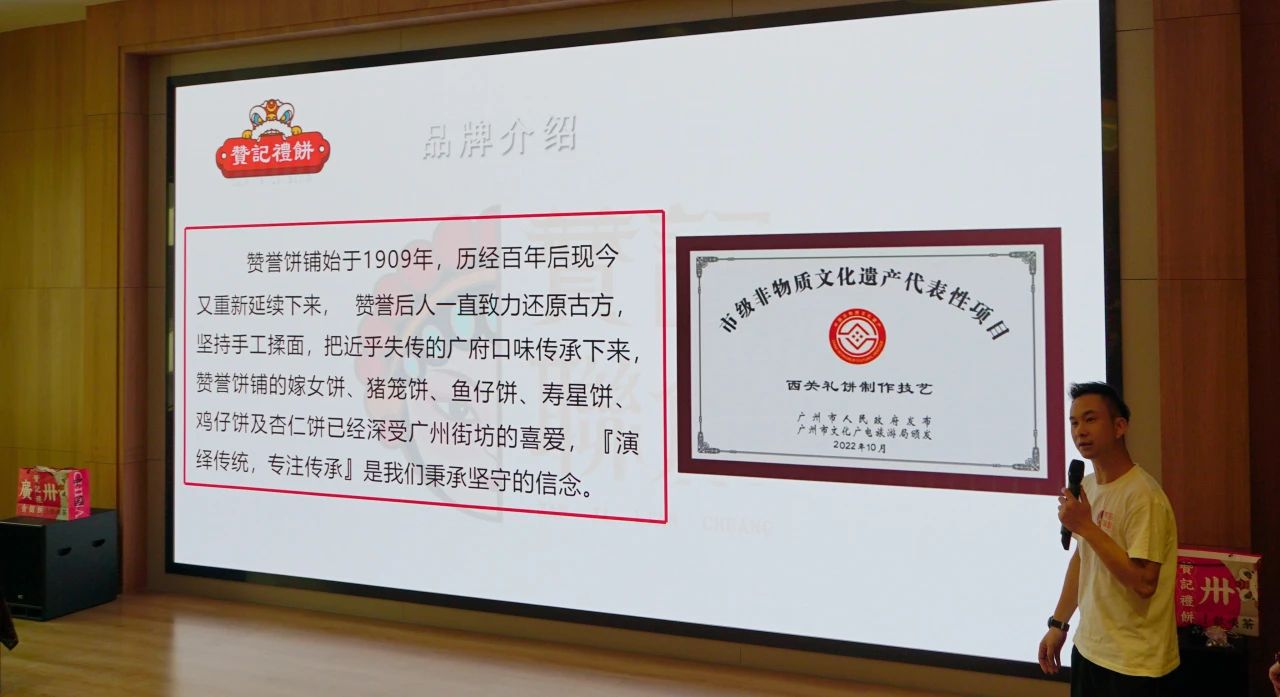 贊記禮餅
品牌介绍
赞誉饼铺始于1909年，历经百年后现今
又重新延续下来， 赞誉后人一直致力还原古方，
坚持手工揉面，把近乎失传的广府口味传承下来，
赞誉饼铺的嫁女饼、猪笼饼、鱼仔饼、寿星饼、
鸡仔饼及杏仁饼已经深受广州街坊的喜爱，『演
绎传统，专注传承』是我们秉承坚守的信念。
市级非物质文化遗产代表性项目
西关礼饼制作技艺
广州市人民政府发布
广州市文化广电旅游局颁发
2022年10月
CHUANG
廣州
贊記禮餅